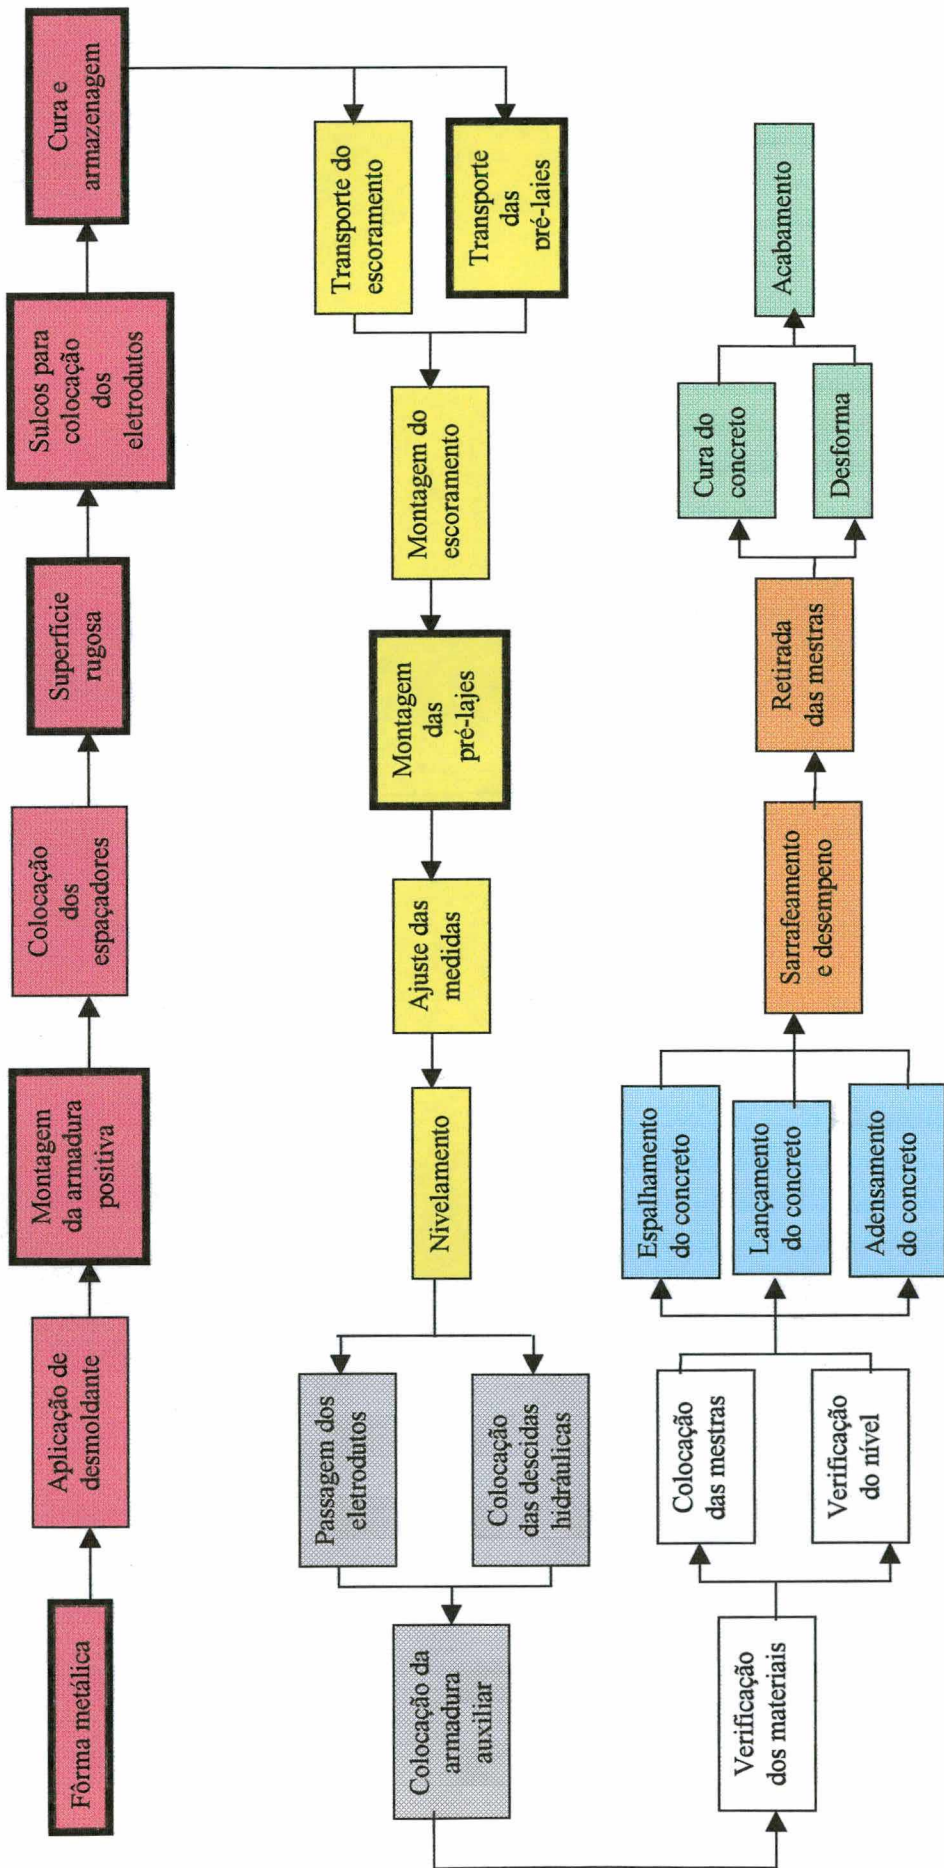 Fôrma metálica
Aplicação de
desmoldante
Montagem
da armadura
positiva
Colocação
dos
espaçadores
Superfície
rugosa
Sulcos para
colocação
dos
eletrodutos
Cura e
armazenagem
Transporte do
escoramento
Transporte
das
pré-laies
Montagem do
escoramento
Montagem
das
pré-lajes
Ajuste das
medidas
Nivelamento
Passagem dos
eletrodutos
Colocação
das descidas
hidráulicas
Colocação da
armadura
auxiliar
Verificação
dos materiais
Colocação
das mestras
Verificação
do nível
Espalhamento
do concreto
Lançamento
do concreto
Adensamento
do concreto
Sarrafeamento
e desempeno
Retirada
das mestras
Cura do
concreto
Desforma
Acabamento